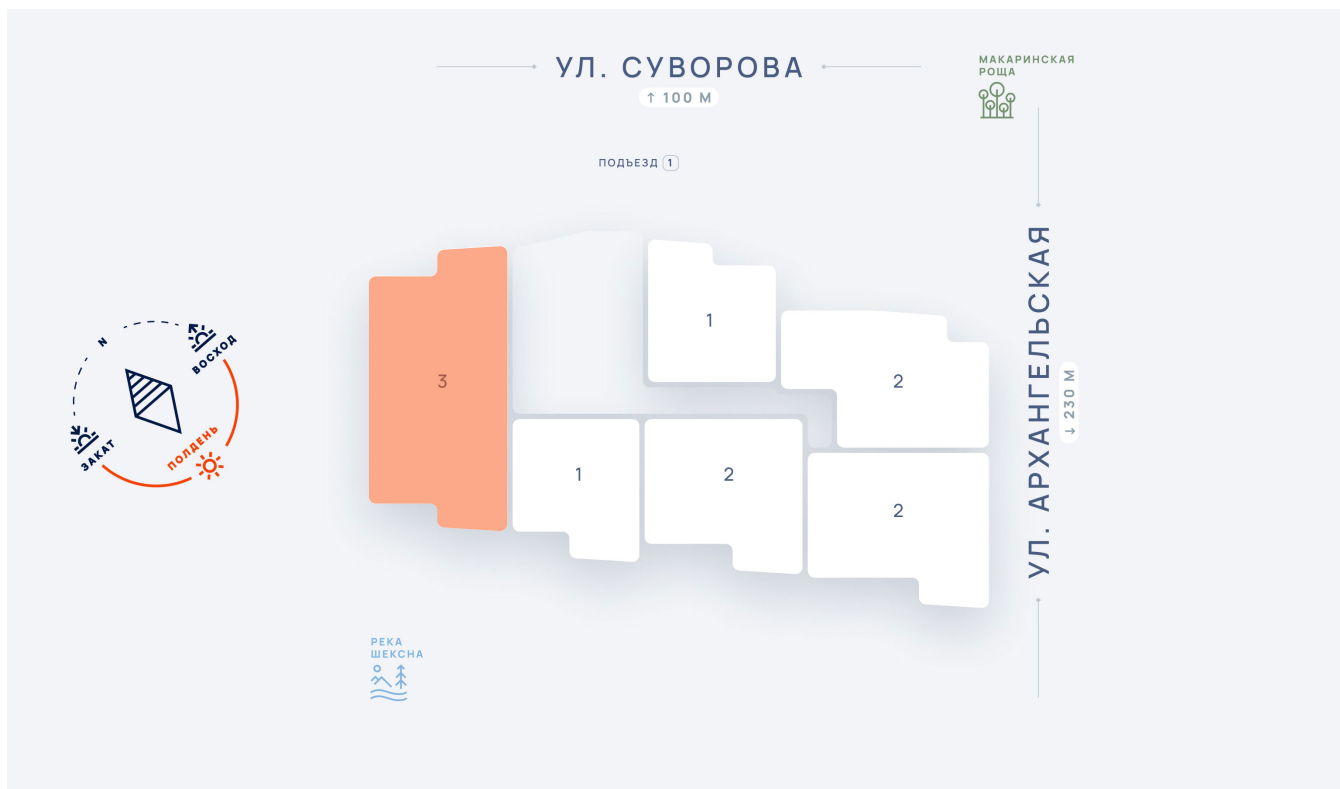 УЛ. СУВОРОВА
↑ 100 М
МАКАРИНСКАЯ
РОЩА
ПОДЪЕЗД 1
УЛ. АРХАНГЕЛЬСКАЯ
↓ 230 М
3
1
2
1
2
2
N
ВОСХОД
ПОЛДЕНЬ
ЗАКАТ
РЕКА
ШЕКСНА